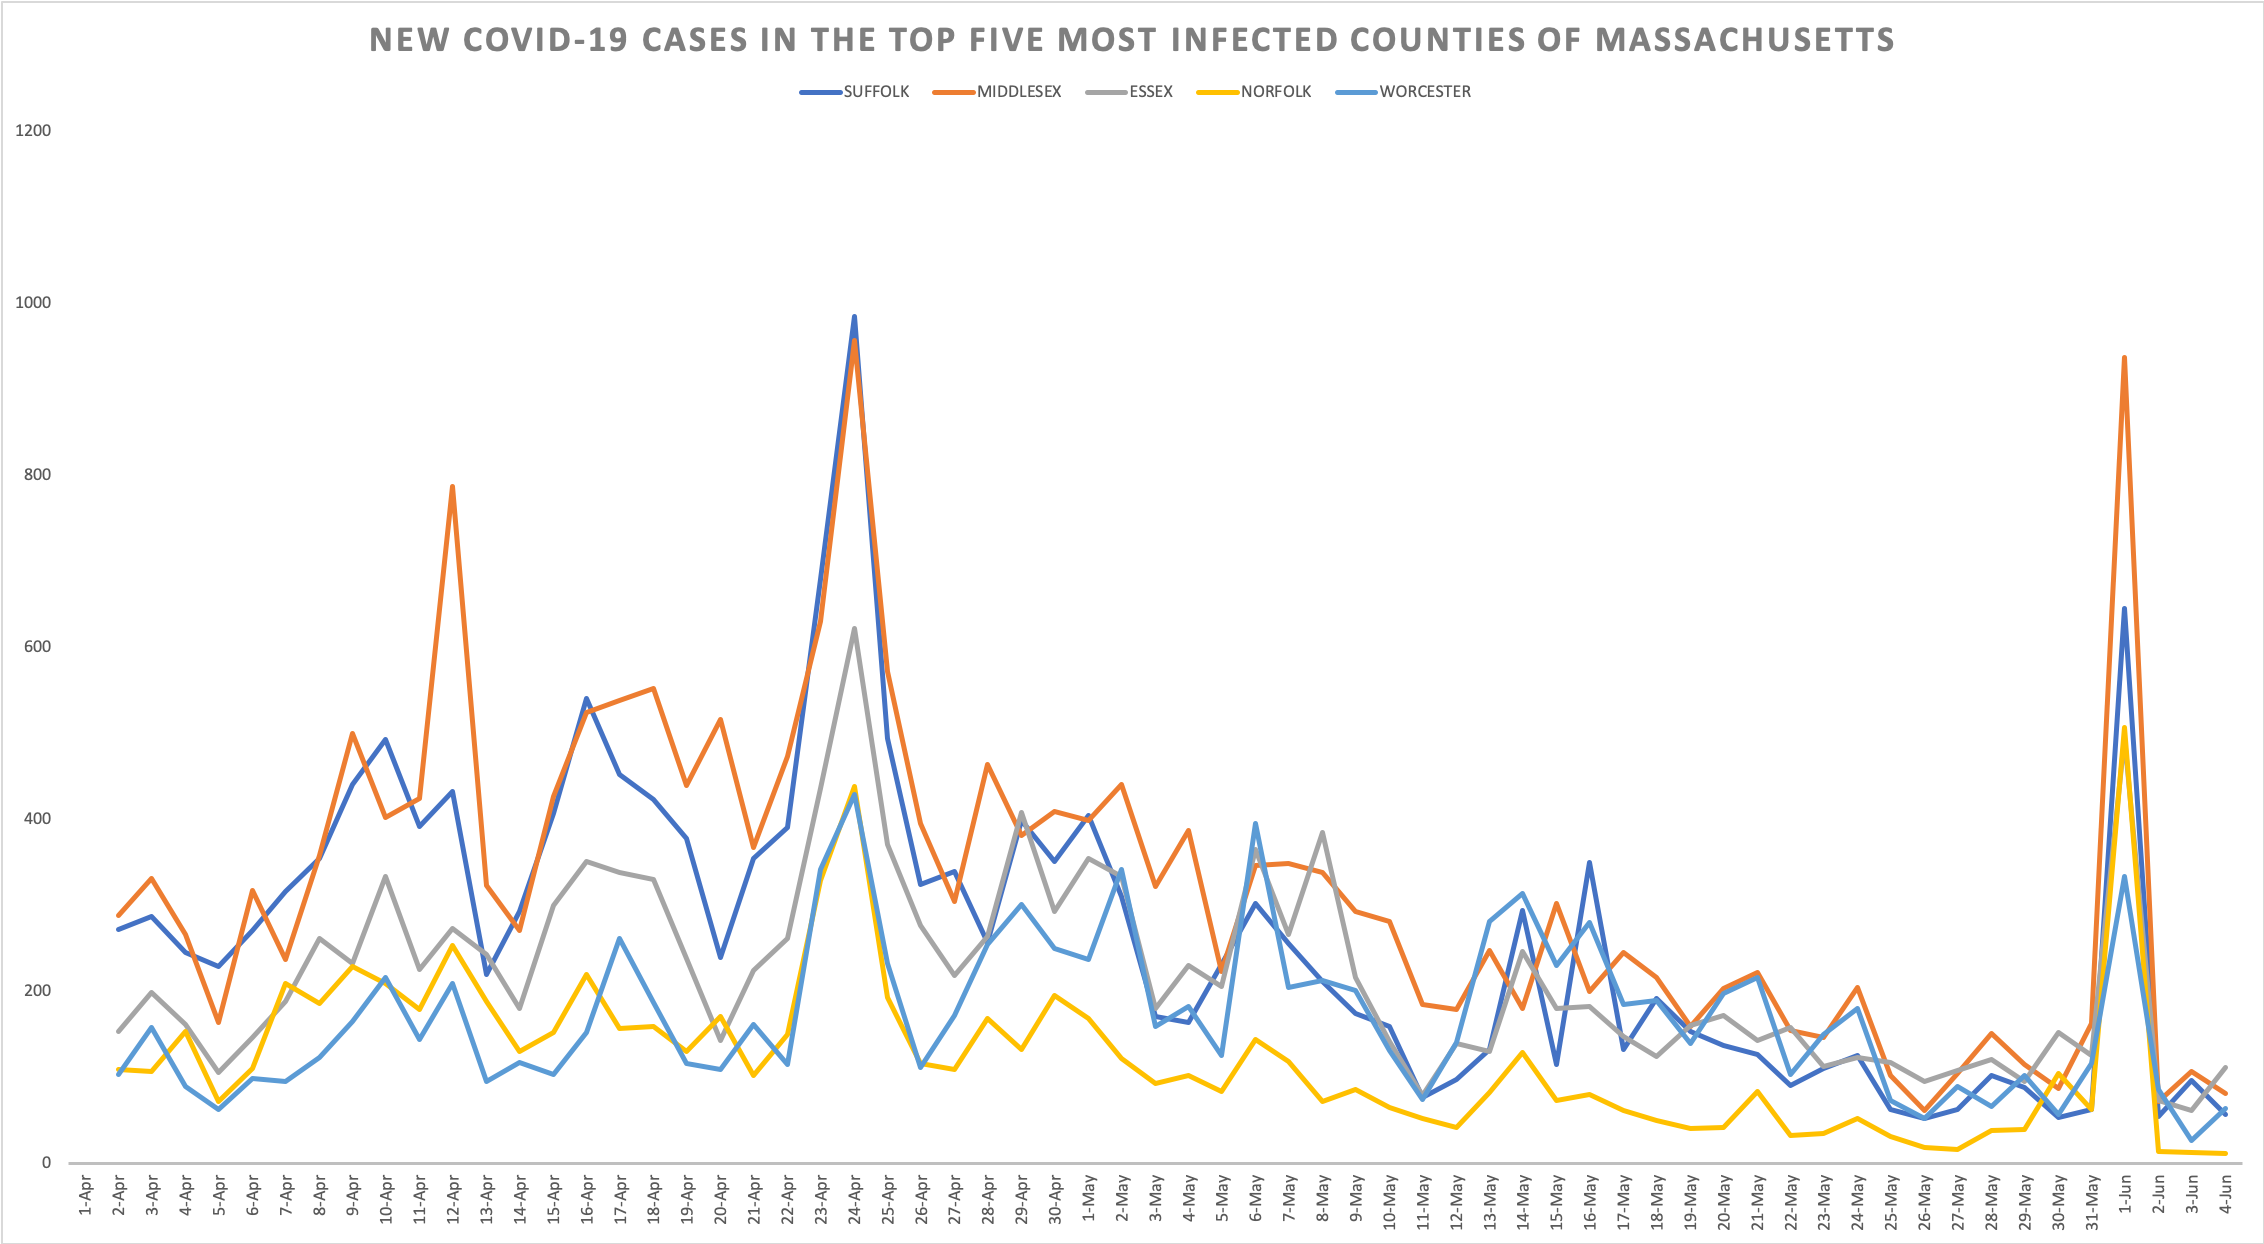 NEW COVID-19 CASES IN THE TOP FIVE MOST INFECTED COUNTIES OF MASSACHUSETTS
SUFFOLK MIDDLESEX ESSEX NORFOLK WORCESTER
1200
1000
800
600
400
200
0
1-Apr 2-Apr 3-Apr 4-Apr 5-Apr 6-Apr 7-Apr 8-Apr 9-Apr 10-Apr 11-Apr 12-Apr 13-Apr 14-Apr 15-Apr 16-Apr 17-Apr 18-Apr 19-Apr 20-Apr 21-Apr 22-Apr 23-Apr 24-Apr 25-Apr 26-Apr 27-Apr 28-Apr 29-Apr 30-Apr 1-May 2-May 3-May 4-May 5-May 6-May 7-May 8-May 9-May 10-May 11-May 12-May 13-May 14-May 15-May 16-May 17-May 18-May 19-May 20-May 21-May 22-May 23-May 24-May 25-May 26-May 27-May 28-May 29-May 30-May 31-May 1-Jun 2-Jun 3-Jun 4-Jun